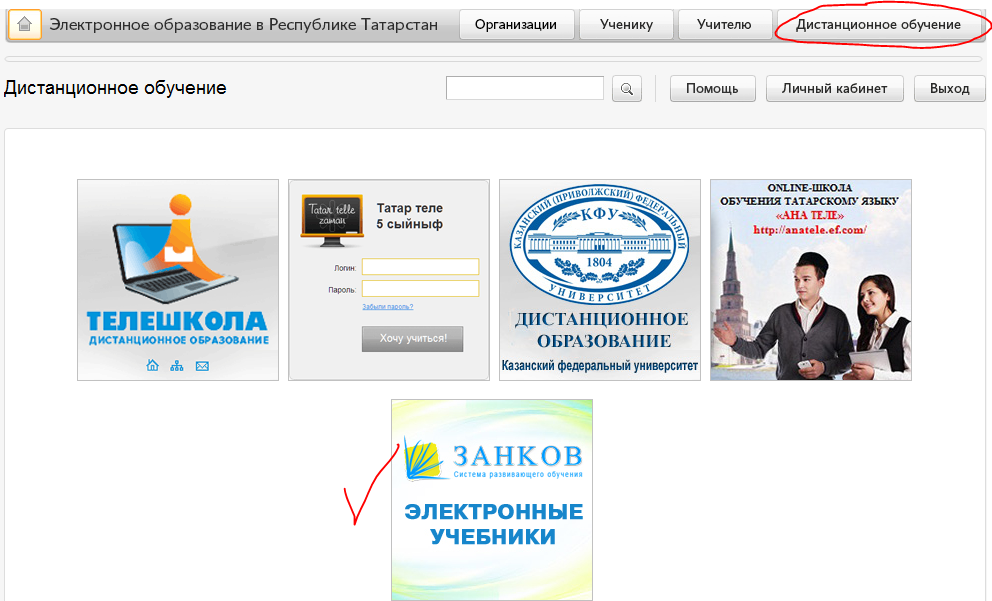 Электронное образование в Республике Татарстан
Организации
Ученику
Учителю
Дистанционное обучение
Дистанционное обучение
Помощь
Личный кабинет
Выход
ТЕЛЕШКОЛА
ДИСТАНЦИОННОЕ ОБРАЗОВАНИЕ
Tatar telle
zaman
Татар теле
5 сыйныф
Логин:
Пароль:
Забыли пароль?
Хочу учиться!
КАЗАНСКИЙ (ПРИВОЛЖСКИЙ) ФЕДЕРАЛЬНЫЙ
КФУ
1804
УНИВЕРСИТЕТ
ДИСТАНЦИОННОЕ
ОБРАЗОВАНИЕ
Казанский федеральный университет
ONLINE-ШКОЛА
ОБУЧЕНИЯ ТАТАРСКОМУ ЯЗЫКУ
«АНА ТЕЛЕ»
http://anatele.ef.com/
ЗАНКОВ
Система развивающего обучения
ЭЛЕКТРОННЫЕ
УЧЕБНИКИ